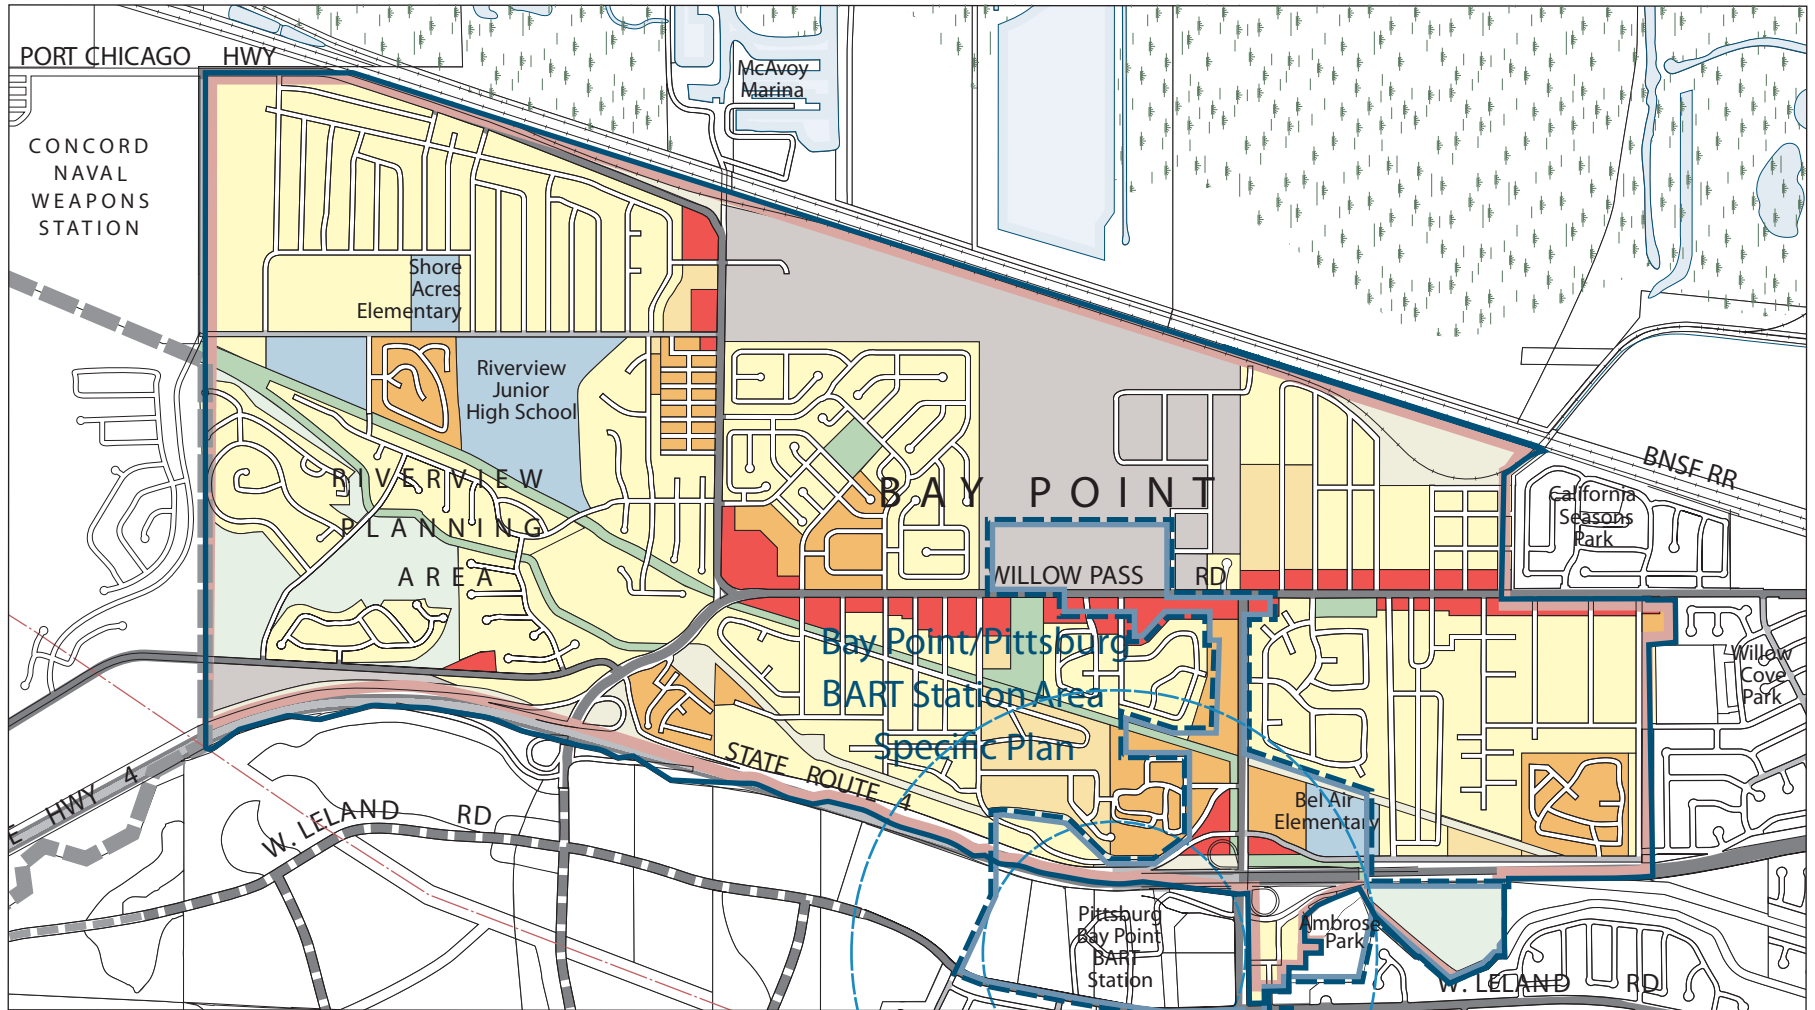 PORT CHICAGO HWY
McAvoy
Marina
CONCORD
NAVAL
WEAPONS
STATION
Shore
Acres
Elementary
Riverview
Junior
High School
RIVERVIEW
PLANNING
AREA
BAY POINT
BNSF RR
California
Seasons
Park
WILLOW PASS RD
Bay Point/Pittsburg
BART Station Area
Specific Plan
Willow
Cove
Park
STATE ROUTE 4
E HWY 4
W. LELAND RD
Bel Air
Elementary
Pittsburg
Bay Point
BART
Station
Ambrose
Park
W. LELAND RD